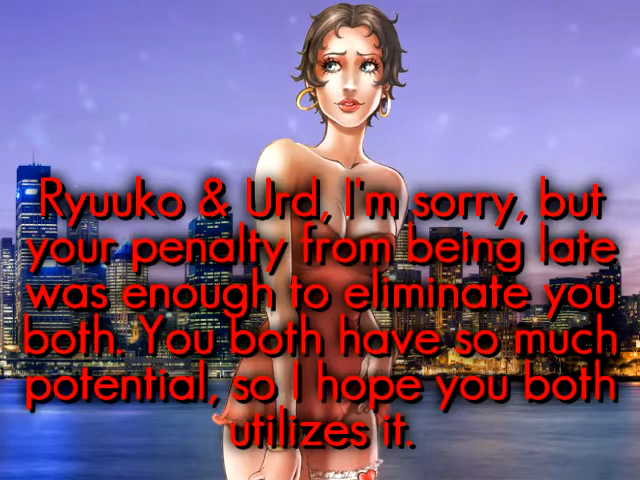 Ryuuko & Urd, I'm sorry, but
your penalty from being late
was enough to eliminate you
both. You both have so much
potential, so I hope you both
utilizes it.